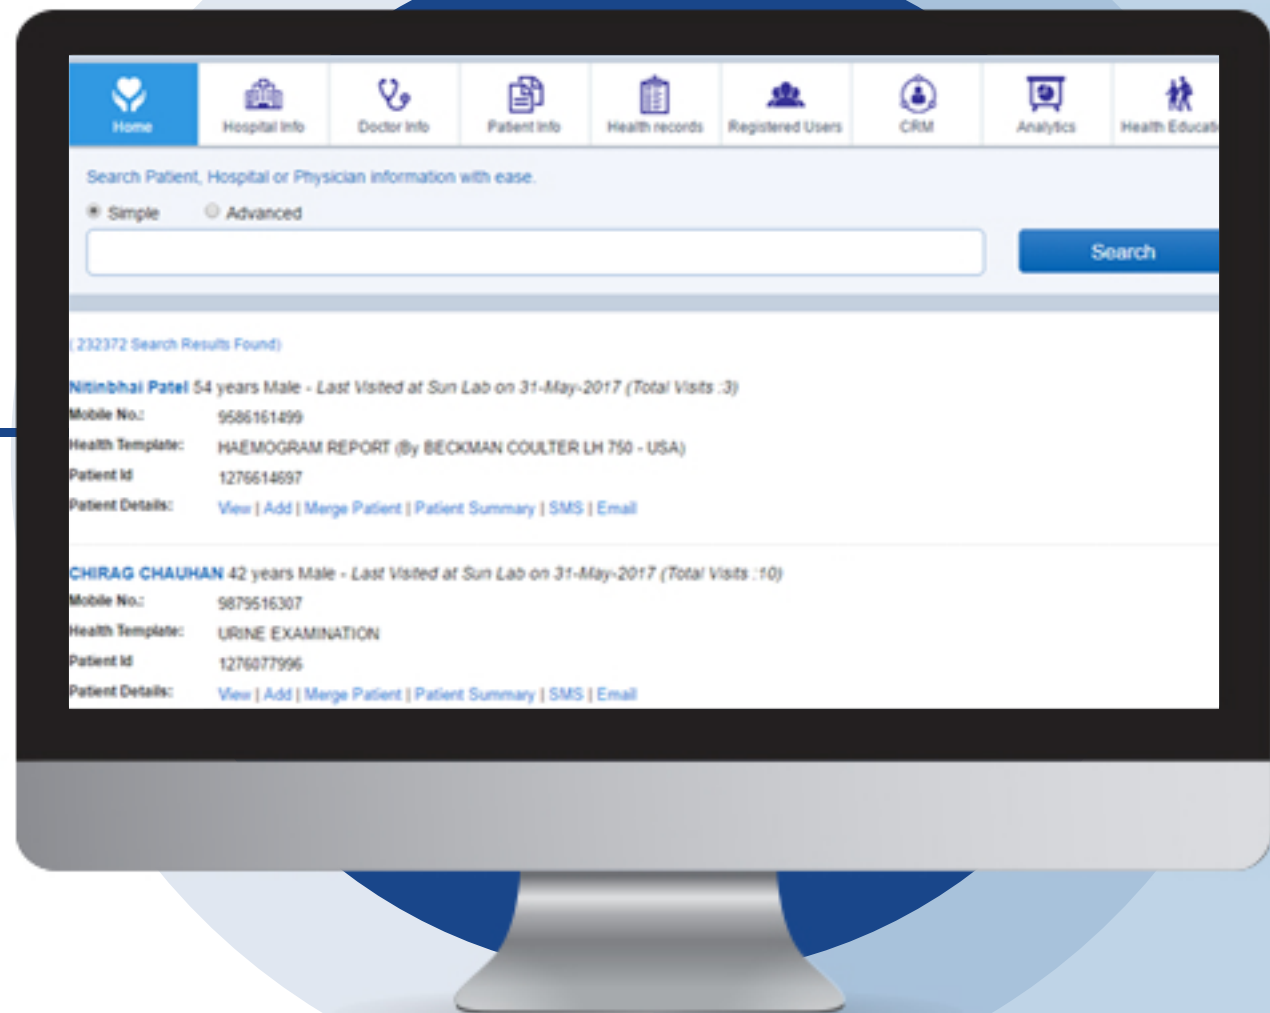 Home Hospital Info Doctor Info Patient Info Health records Registered Users CRM Analytics Health Educati
Search Patient, Hospital or Physician information with ease.
Simple Advanced
Search
( 232372 Search Results Found)
Nitinbhai Patel 54 years Male - Last Visited at Sun Lab on 31-May-2017 (Total Visits :3)
Mobile No.: 9586161499
Health Template: HAEMOGRAM REPORT (By BECKMAN COULTER LH 750 - USA)
Patient Id 1276614697
Patient Details: View | Add | Merge Patient | Patient Summary | SMS | Email
CHIRAG CHAUHAN 42 years Male - Last Visited at Sun Lab on 31-May-2017 (Total Visits :10)
Mobile No.: 9879516307
Health Template: URINE EXAMINATION
Patient Id 1276077996
Patient Details: View | Add | Merge Patient | Patient Summary | SMS | Email